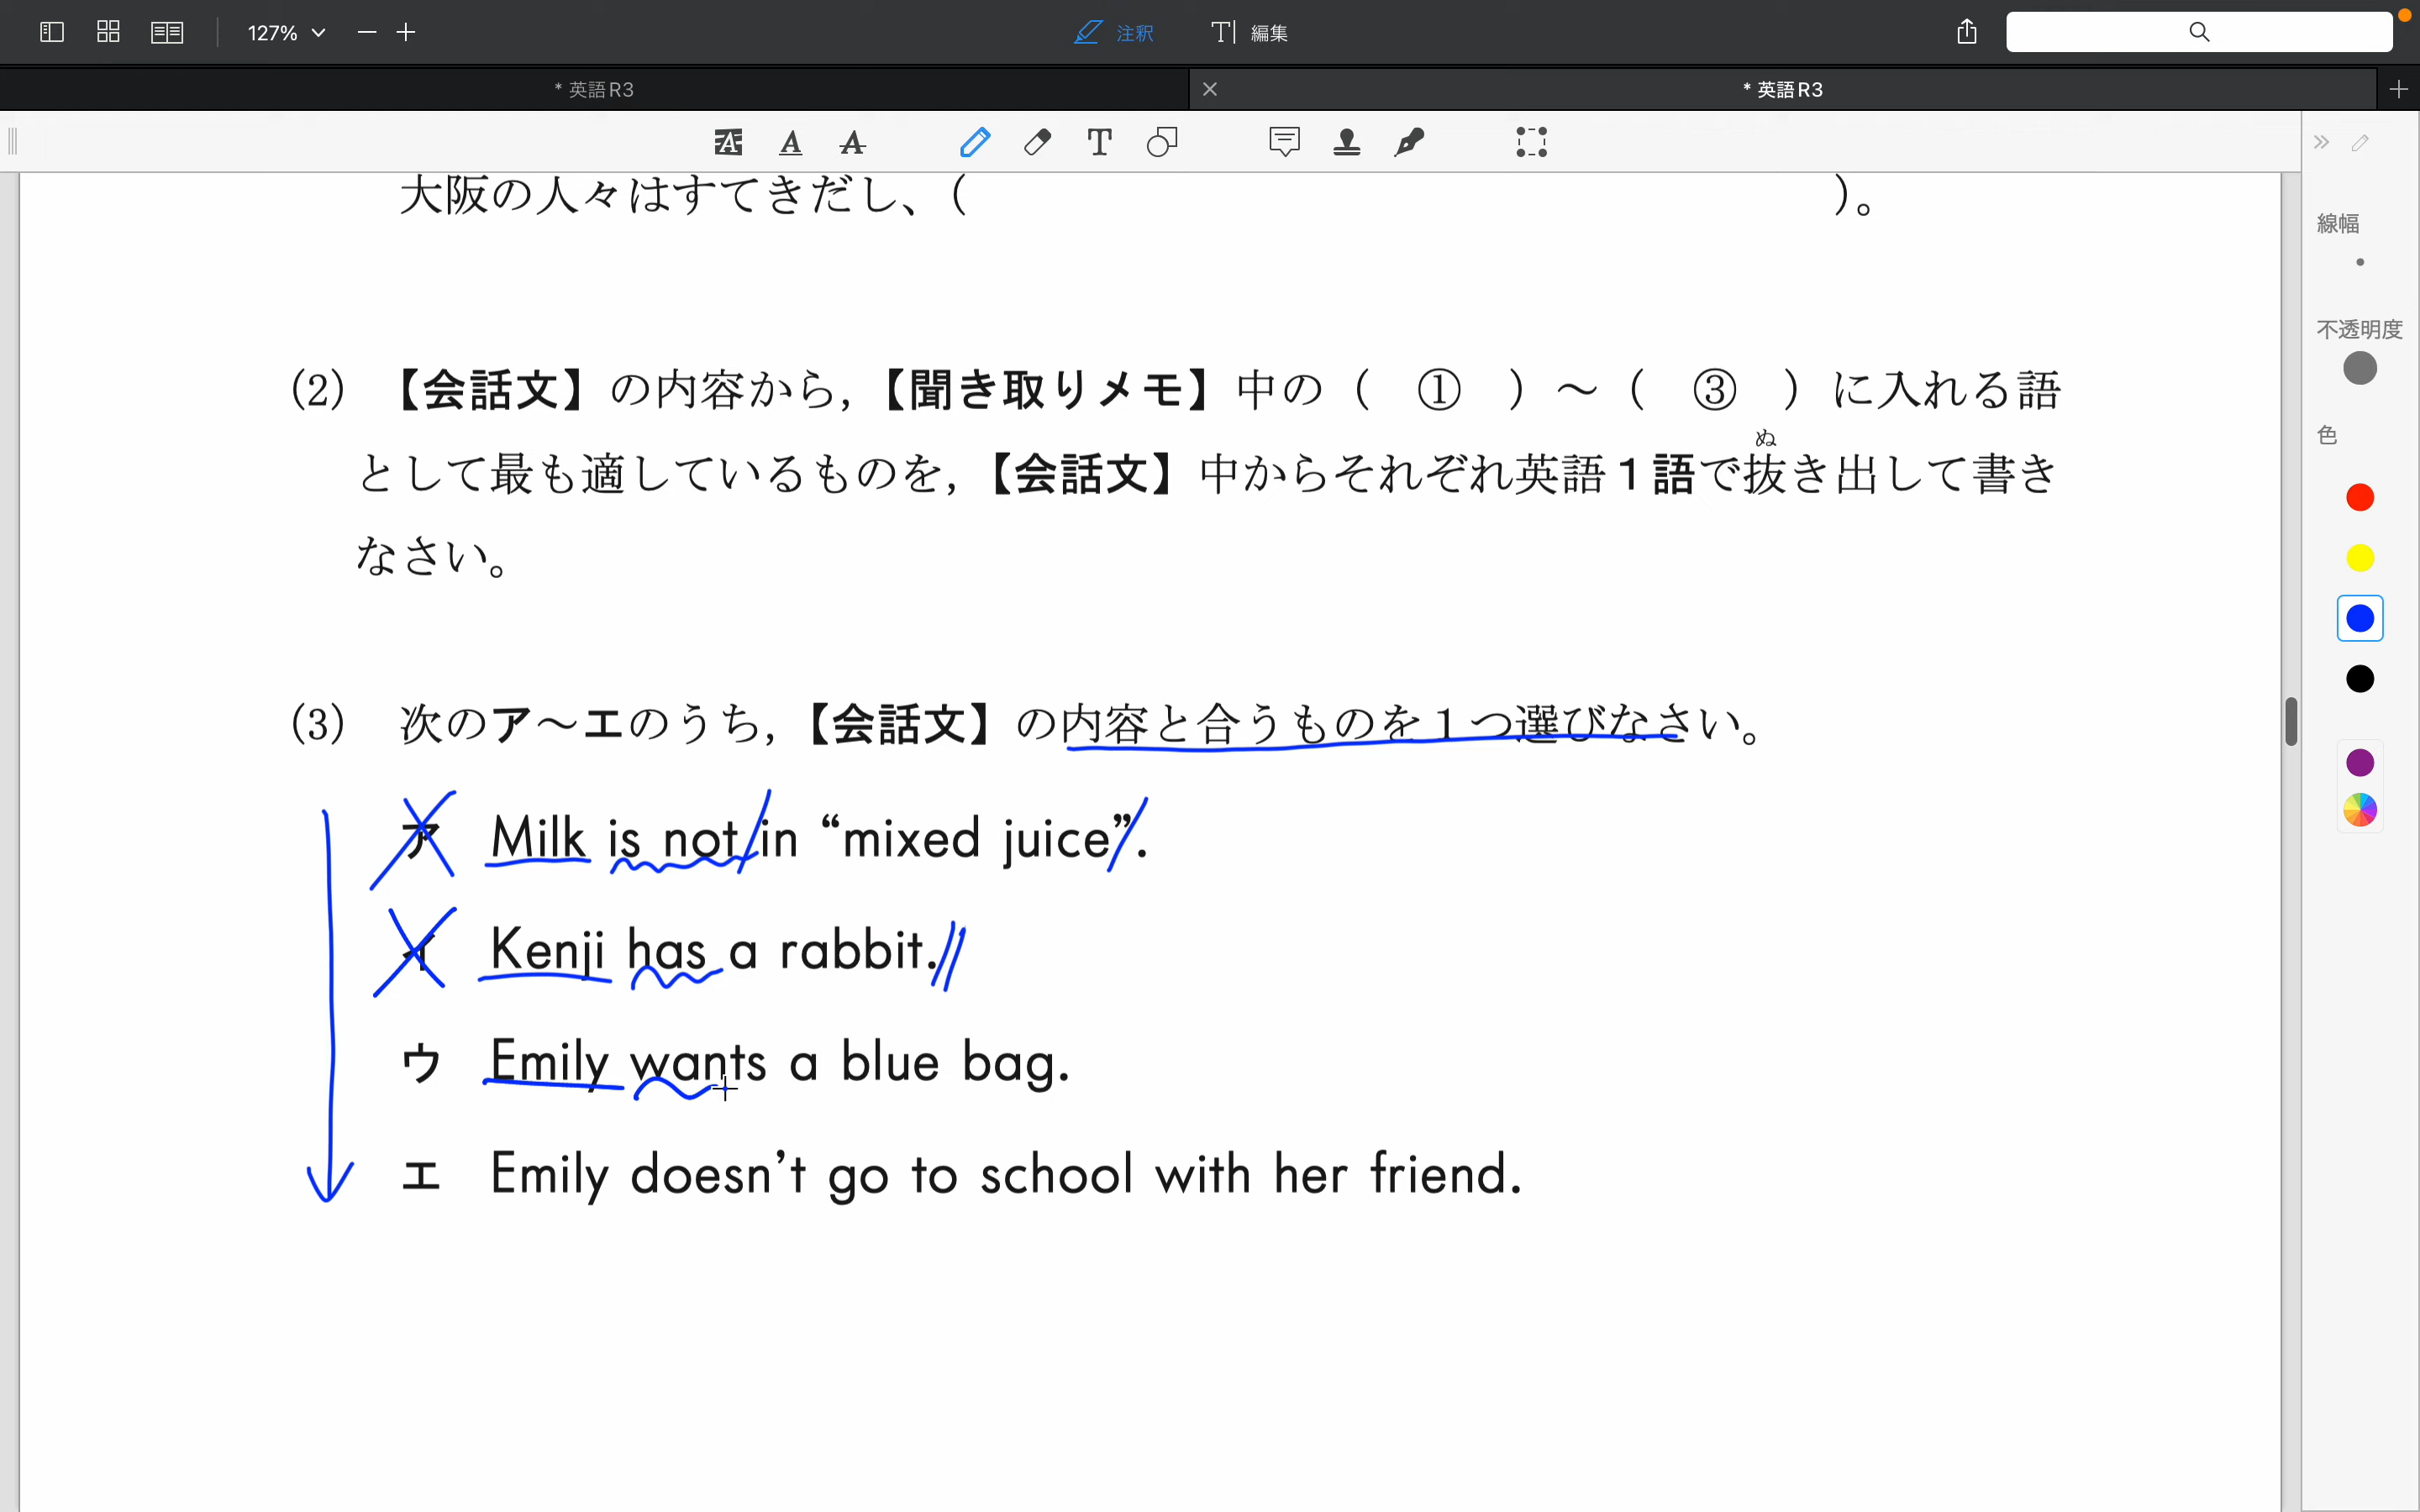 127%
注釈
編集
* 英語R3
* 英語R3
線幅
不透明度
色
大阪の人々はすてきだし、( )。
(2) 【会話文】の内容から，【聞き取りメモ】中の ( ① ) ～ ( ③ ) に入れる語
として最も適しているものを，【会話文】中からそれぞれ英語1語で抜き出して書き
ぬ
なさい。
(3) 次のア～エのうち，【会話文】の内容と合うものを1つ選びなさい。
ア Milk is not in “mixed juice”.
イ Kenji has a rabbit.
ウ Emily wants a blue bag.
エ Emily doesn’t go to school with her friend.